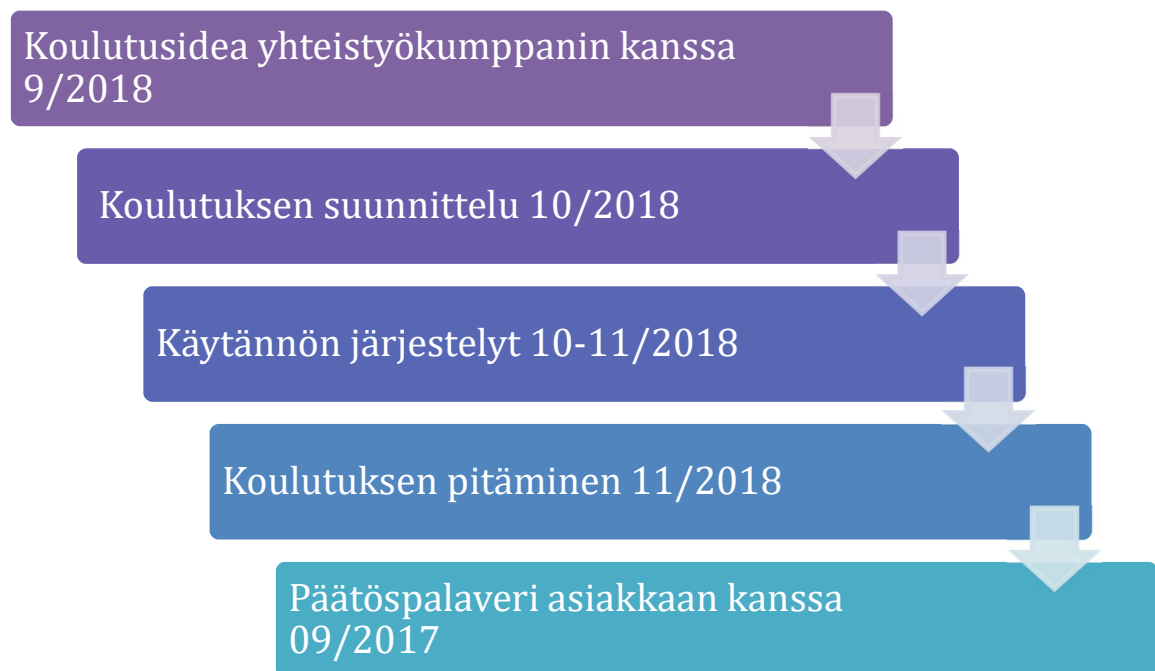 Koulutusidea yhteistyökumppanin kanssa
9/2018
Koulutuksen suunnittelu 10/2018
Käytännön järjestelyt 10-11/2018
Koulutuksen pitäminen 11/2018
Päätöspalaveri asiakkaan kanssa
09/2017